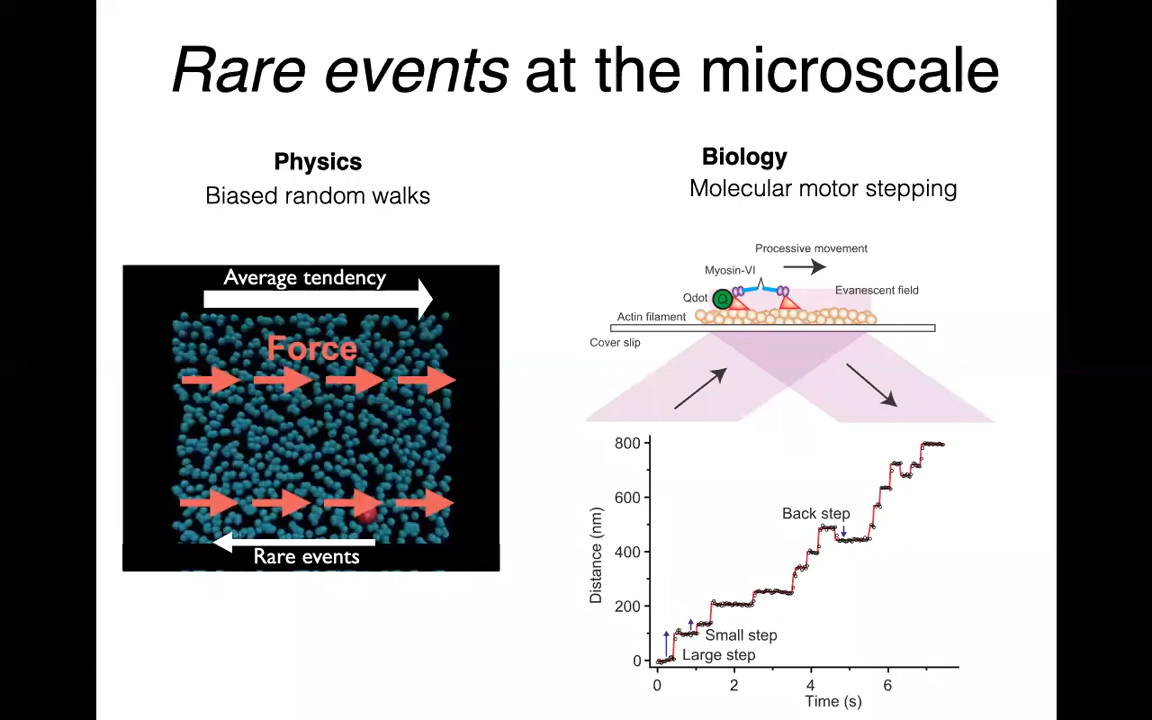 Rare events at the microscale
Physics
Biased random walks
Average tendency
Force
Rare events
Biology
Molecular motor stepping
Processive movement
Myosin-VI
Qdot
Q
Evanescent field
Actin filament
Cover slip
800
600
400
200
0
Distance (nm)
Back step
Small step
Large step
0 2 4 6
Time (s)